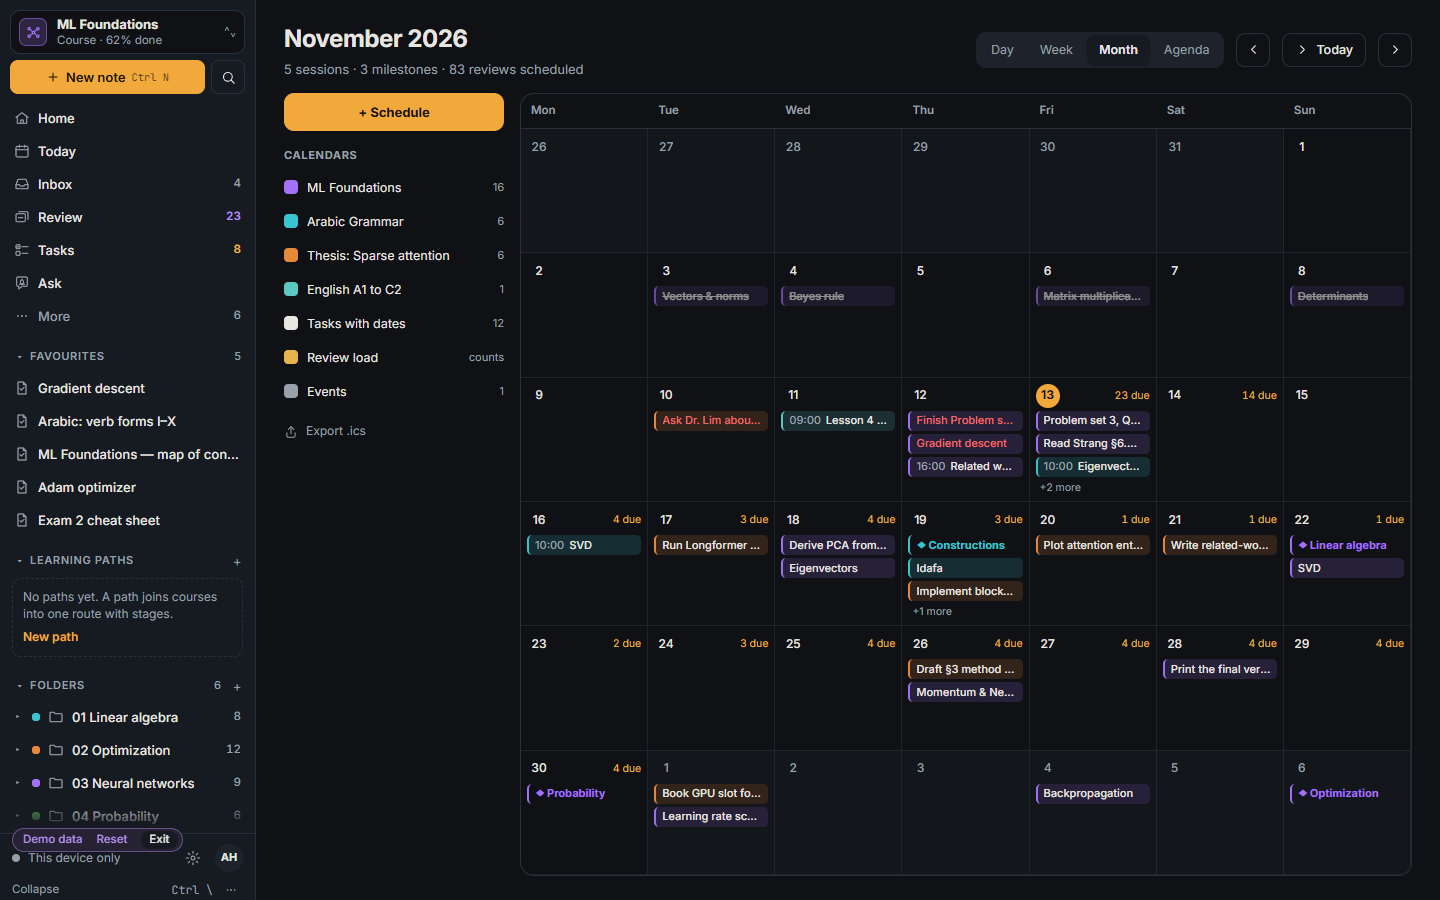 ML Foundations
Course · 62% done
+ New note Ctrl N
Home
Today
Inbox 4
Review 23
Tasks 8
Ask
More 6
FAVOURITES 5
Gradient descent
Arabic: verb forms I–X
ML Foundations — map of con...
Adam optimizer
Exam 2 cheat sheet
LEARNING PATHS +
No paths yet. A path joins courses
into one route with stages.
New path
FOLDERS 6 +
01 Linear algebra 8
02 Optimization 12
03 Neural networks 9
04 Probability 6
Demo data Reset Exit
This device only AH
Collapse Ctrl \ ...
November 2026
5 sessions · 3 milestones · 83 reviews scheduled
Day Week Month Agenda Today
+ Schedule
CALENDARS
ML Foundations 16
Arabic Grammar 6
Thesis: Sparse attention 6
English A1 to C2 1
Tasks with dates 12
Review load counts
Events 1
Export .ics
Mon Tue Wed Thu Fri Sat Sun
26 27 28 29 30 31 1
2 3 4 5 6 7 8
Vectors & norms Bayes rule Matrix multiplica... Determinants
9 10 11 12 13 23 due 14 14 due 15
Ask Dr. Lim abou... 09:00 Lesson 4 ... Finish Problem s... Problem set 3, Q...
Gradient descent Read Strang §6....
16:00 Related w... 10:00 Eigenvect...
+2 more
16 4 due 17 3 due 18 4 due 19 3 due 20 1 due 21 1 due 22 1 due
10:00 SVD Run Longformer ... Derive PCA from... Constructions Plot attention ent... Write related-wo... Linear algebra
Eigenvectors Idafa SVD
Implement block...
+1 more
23 2 due 24 3 due 25 4 due 26 4 due 27 4 due 28 4 due 29 4 due
Draft §3 method ... Print the final ver...
Momentum & Ne...
30 4 due 1 2 3 4 5 6
Probability Book GPU slot fo... Backpropagation Optimization
Learning rate sc...